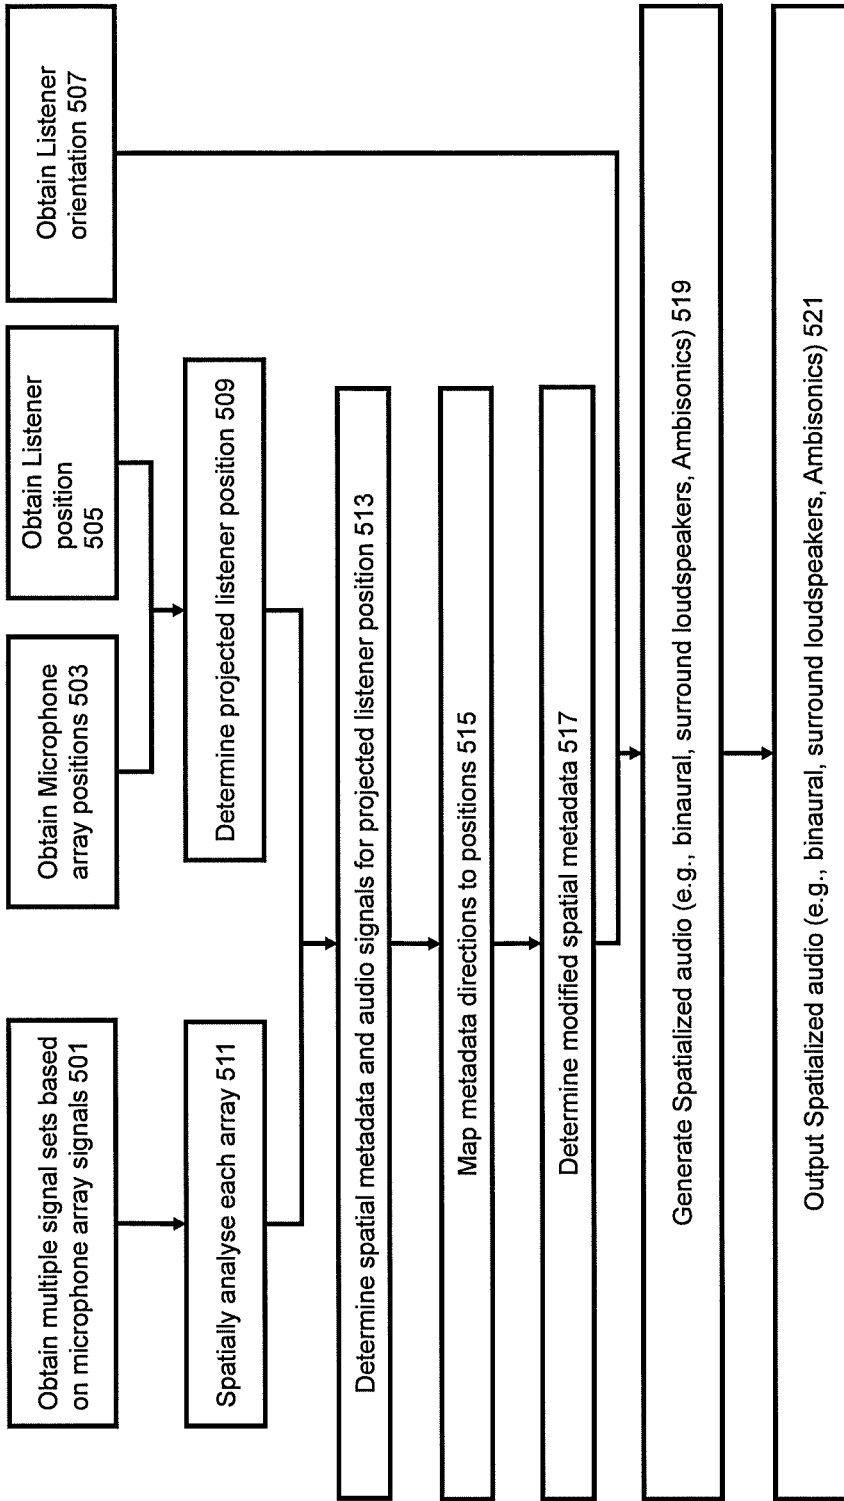 Obtain multiple signal sets based
on microphone array signals 501
Obtain Microphone
array positions 503
Obtain Listener
position
505
Obtain Listener
orientation 507
Spatially analyse each array 511
Determine projected listener position 509
Determine spatial metadata and audio signals for projected listener position 513
Map metadata directions to positions 515
Determine modified spatial metadata 517
Generate Spatialized audio (e.g., binaural, surround loudspeakers, Ambisonics) 519
Output Spatialized audio (e.g., binaural, surround loudspeakers, Ambisonics) 521